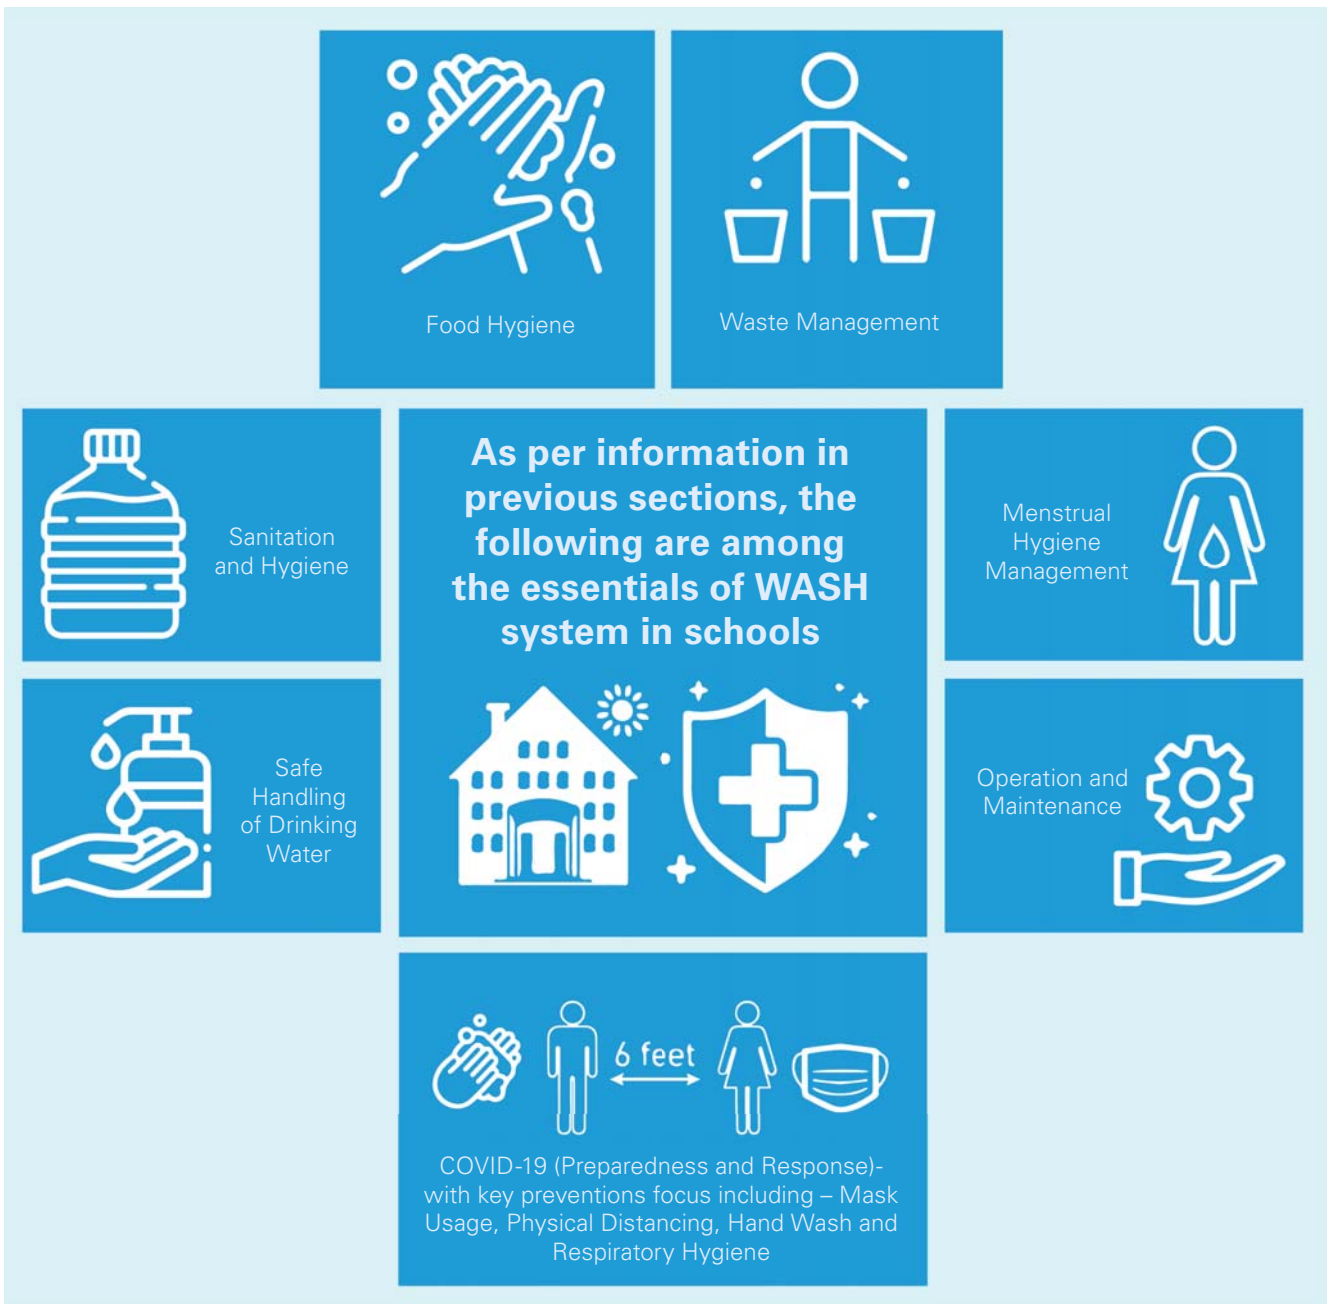 Food Hygiene
Waste Management
Sanitation
and Hygiene
As per information in
previous sections, the
following are among
the essentials of WASH
system in schools
Menstrual
Hygiene
Management
Safe
Handling
of Drinking
Water
Operation and
Maintenance
6 feet
COVID-19 (Preparedness and Response)-
with key preventions focus including – Mask
Usage, Physical Distancing, Hand Wash and
Respiratory Hygiene